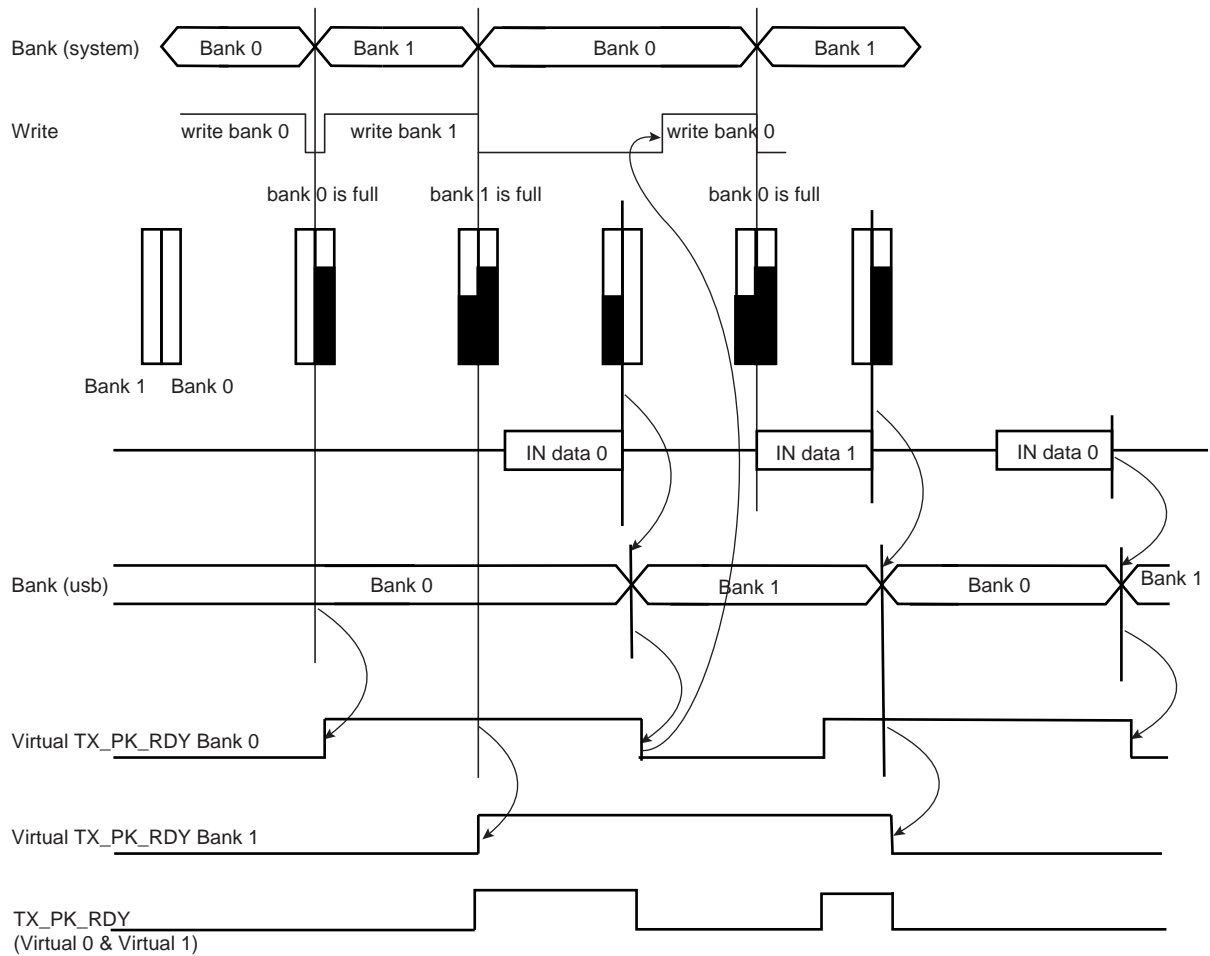 Bank (system) Bank 0 Bank 1 Bank 0 Bank 1
Write write bank 0 write bank 1 write bank 0
bank 0 is full bank 1 is full bank 0 is full
Bank 1 Bank 0
IN data 0 IN data 1 IN data 0
Bank (usb) Bank 0 Bank 1 Bank 0 Bank 1
Virtual TX_PK_RDY Bank 0
Virtual TX_PK_RDY Bank 1
TX_PK_RDY
(Virtual 0 & Virtual 1)